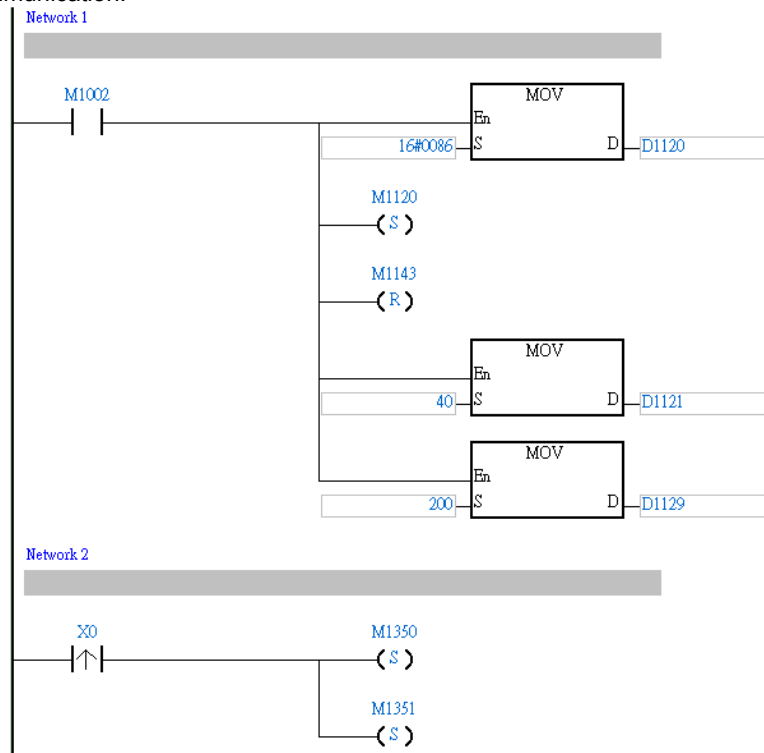 Network 1
M1002
MOV
En
16#0086 S D D1120
M1120
( S )
M1143
( R )
MOV
En
40 S D D1121
MOV
En
200 S D D1129
Network 2
X0 M1350
( S )
M1351
( S )